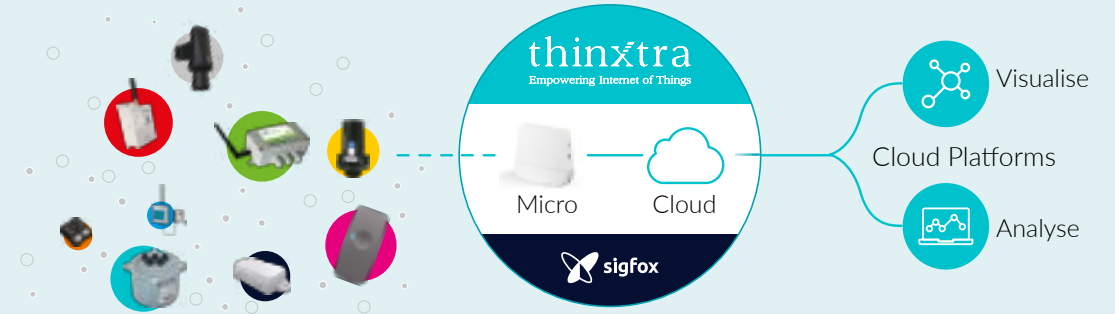 thinxtra
Empowering Internet of Things
Micro
Cloud
sigfox
Visualise
Cloud Platforms
Analyse